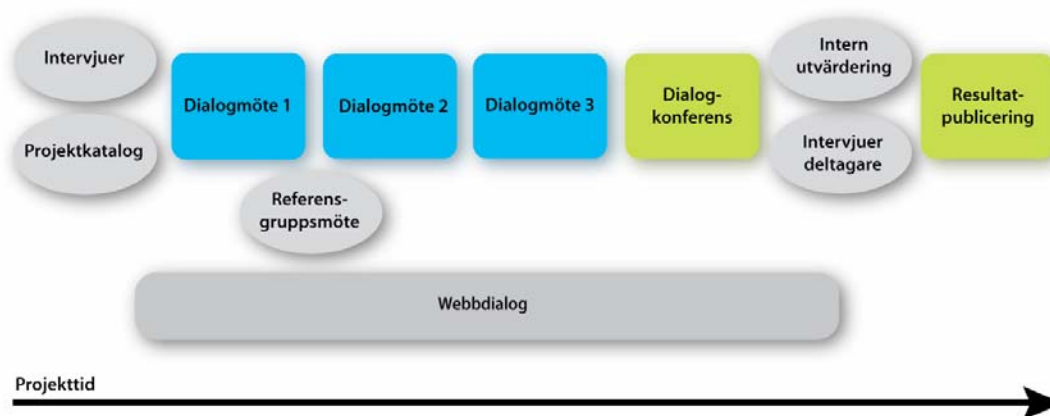 Intervjuer
Projektkatalog
Dialogmöte 1
Dialogmöte 2
Dialogmöte 3
Dialog-
konferens
Intern
utvärdering
Intervjuer
deltagare
Resultat-
publicering
Referens-
gruppsmöte
Webbdialog
Projekttid